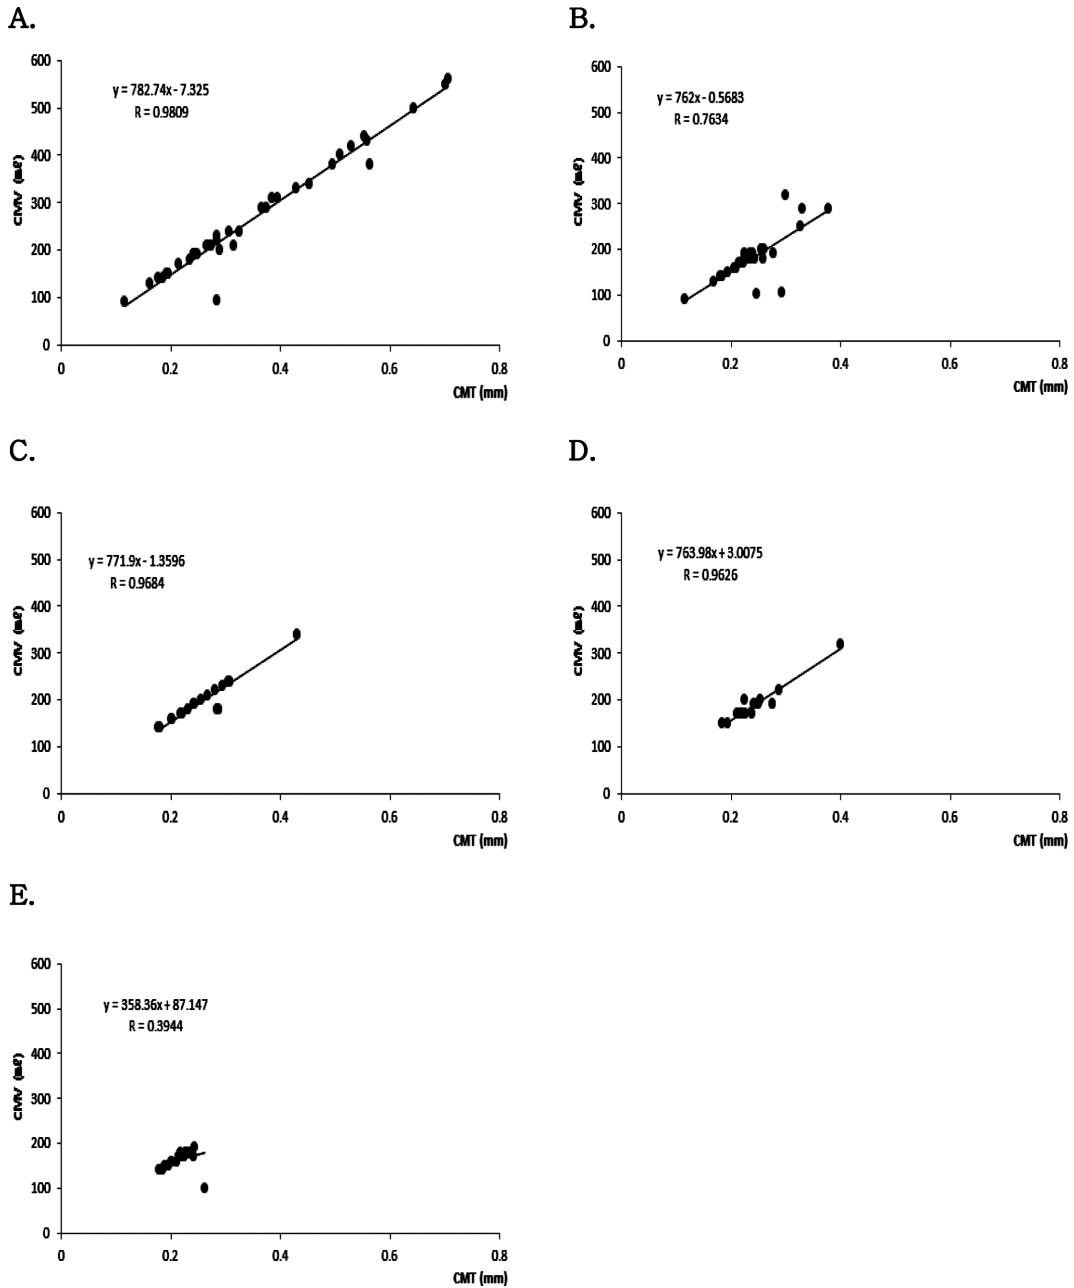 A.
600
500
400
300
200
100
0
CMV (mℓ)
y = 782.74x - 7.325
R = 0.9809
0 0.2 0.4 0.6 0.8
CMT (mm)
B.
600
500
400
300
200
100
0
CMV (mℓ)
y = 762x - 0.5683
R = 0.7634
0 0.2 0.4 0.6 0.8
CMT (mm)
C.
600
500
400
300
200
100
0
CMV (mℓ)
y = 771.9x - 1.3596
R = 0.9684
0 0.2 0.4 0.6 0.8
CMT (mm)
D.
600
500
400
300
200
100
0
CMV (mℓ)
y = 763.98x + 3.0075
R = 0.9626
0 0.2 0.4 0.6 0.8
CMT (mm)
E.
600
500
400
300
200
100
0
CMV (mℓ)
y = 358.36x + 87.147
R = 0.3944
0 0.2 0.4 0.6 0.8
CMT (mm)